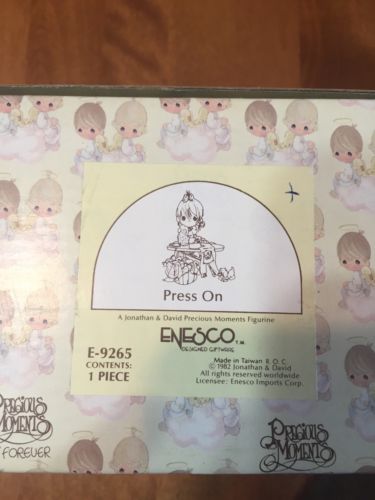 Press On
A Jonathan & David Precious Moments Figurine
ENESCO T.M.
DESIGNED GIFTWARE
E-9265
CONTENTS:
1 PIECE
Made in Taiwan R.O.C.
© 1982 Jonathan & David
All rights reserved worldwide
Licensee: Enesco Imports Corp.
PRECIOUS
MOMENTS
FOREVER
PRECIOUS
MOMENTS